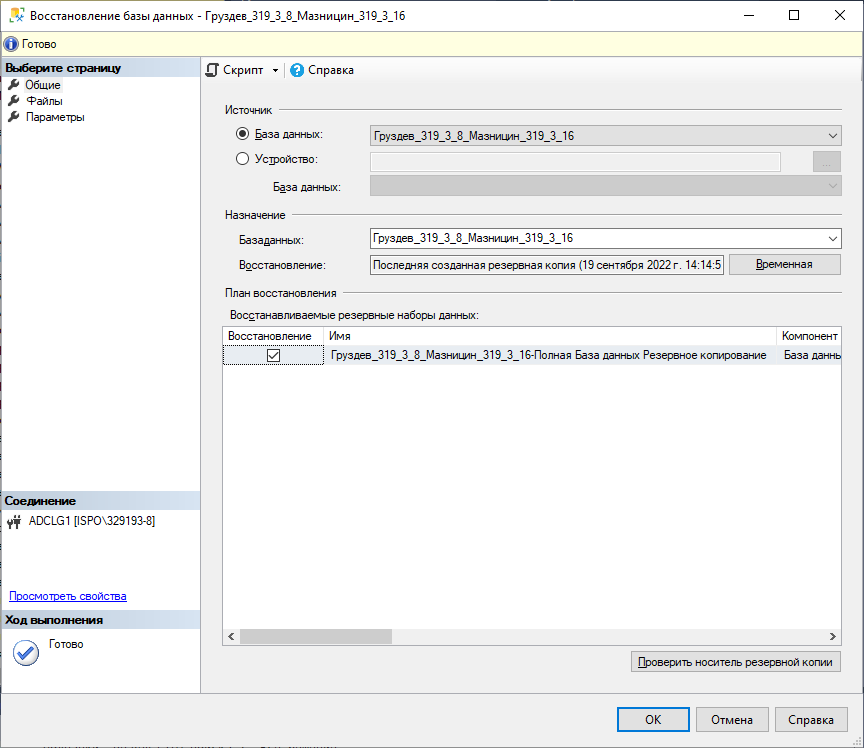 Восстановление базы данных - Груздев_319_3_8_Мазницин_319_3_16
Готово
Выберите страницу
Общие
Файлы
Параметры
Скрипт
Справка
Источник
База данных:
Груздев_319_3_8_Мазницин_319_3_16
Устройство:
...
База данных:
Назначение
Базаданных:
Груздев_319_3_8_Мазницин_319_3_16
Восстановление:
Последняя созданная резервная копия (19 сентября 2022 г. 14:14:5
Временная
План восстановления
Восстанавливаемые резервные наборы данных:
Восстановление Имя Компонент
Груздев_319_3_8_Мазницин_319_3_16-Полная База данных Резервное копирование База данн
Соединение
ADCLG1 [ISPO\329193-8]
Просмотреть свойства
Ход выполнения
Готово
Проверить носитель резервной копии
ОК
Отмена
Справка